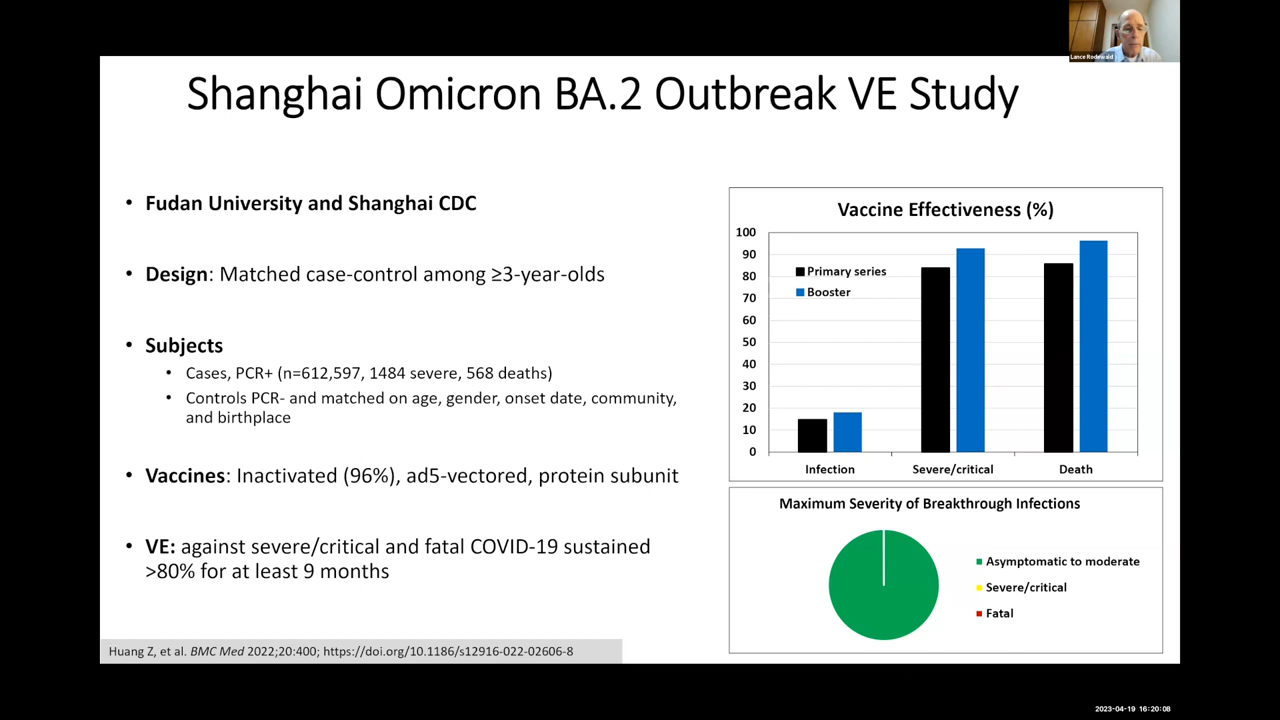 Lance Rodewald
Shanghai Omicron BA.2 Outbreak VE Study
• Fudan University and Shanghai CDC
• Design: Matched case-control among ≥3-year-olds
• Subjects
• Cases, PCR+ (n=612,597, 1484 severe, 568 deaths)
• Controls PCR- and matched on age, gender, onset date, community,
and birthplace
• Vaccines: Inactivated (96%), ad5-vectored, protein subunit
• VE: against severe/critical and fatal COVID-19 sustained
>80% for at least 9 months
Huang Z, et al. BMC Med 2022;20:400; https://doi.org/10.1186/s12916-022-02606-8
Vaccine Effectiveness (%)
100
90
80
70
60
50
40
30
20
10
0
Primary series
Booster
Infection Severe/critical Death
Maximum Severity of Breakthrough Infections
Asymptomatic to moderate
Severe/critical
Fatal
2023-04-19 16:20:08